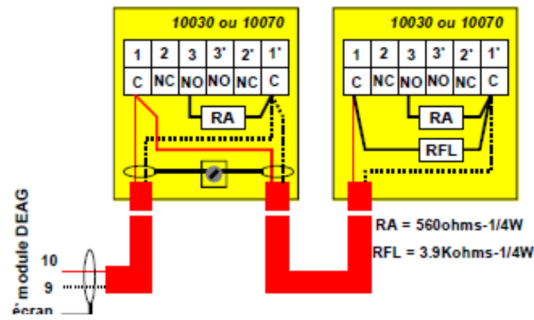 10030 ou 10070
1 2 3 3' 2' 1'
C NC NO NO NC C
RA
10030 ou 10070
1 2 3 3' 2' 1'
C NC NO NO NC C
RA
RFL
RA = 560ohms-1/4W
RFL = 3.9Kohms-1/4W
module DEAG
10
9
écran